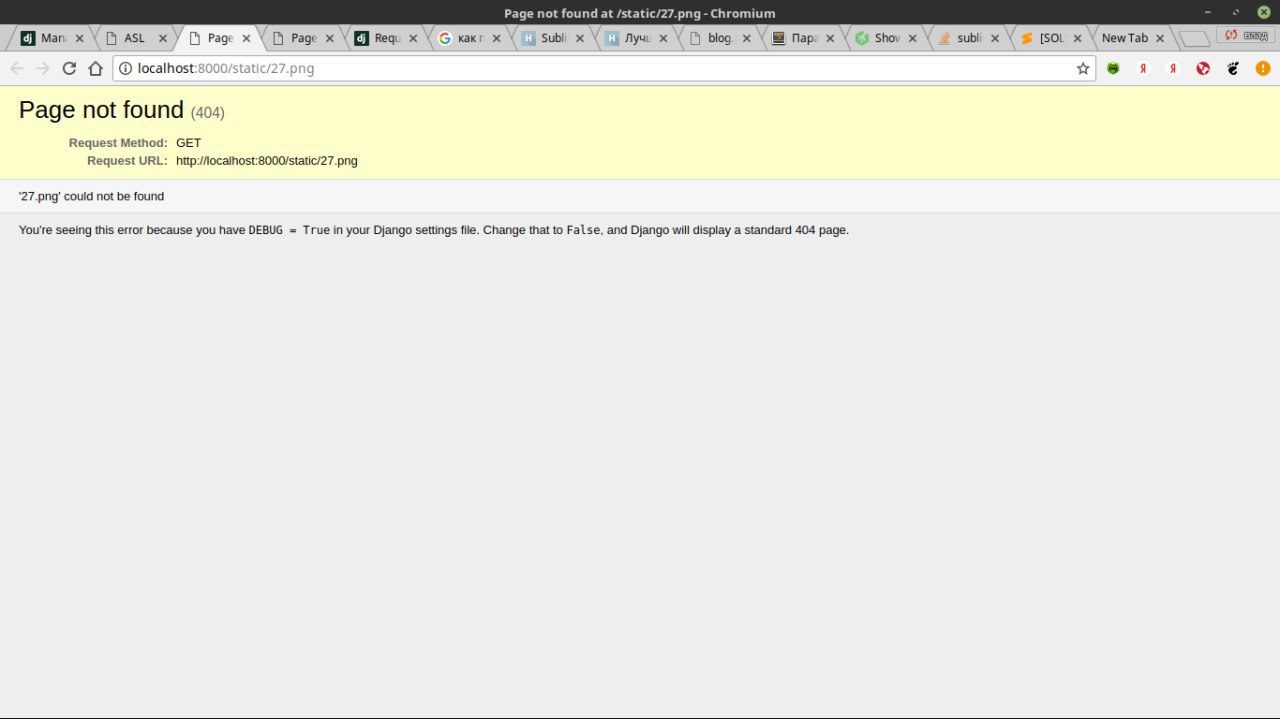 Page not found at /static/27.png - Chromium
Man
ASL
Page
Page
Requ
как п
Subli
Лучш
blog.
Пара
Show
subli
[SOL
New Tab
влад
localhost:8000/static/27.png
Page not found (404)
Request Method: GET
Request URL: http://localhost:8000/static/27.png
'27.png' could not be found
You're seeing this error because you have DEBUG = True in your Django settings file. Change that to False, and Django will display a standard 404 page.